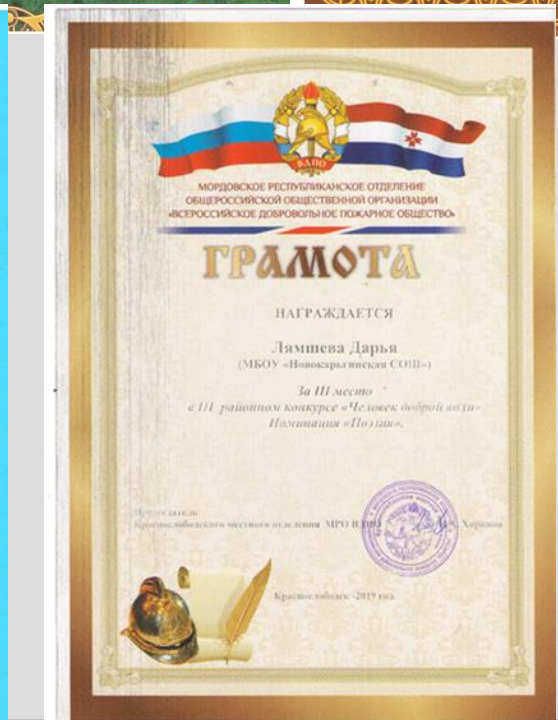 ВДПО
МОРДОВСКОЕ РЕСПУБЛИКАНСКОЕ ОТДЕЛЕНИЕ
ОБЩЕРОССИЙСКОЙ ОБЩЕСТВЕННОЙ ОРГАНИЗАЦИИ
«ВСЕРОССИЙСКОЕ ДОБРОВОЛЬНОЕ ПОЖАРНОЕ ОБЩЕСТВО»
ГРАМОТА
НАГРАЖДАЕТСЯ
Лямшева Дарья
(МБОУ «Новокарьгинская СОШ»)
За III место
в III районном конкурсе «Человек доброй воли»
Номинация «Поэзия».
Председатель
Краснослободского местного отделения МРО ВДПО
Краснослободск -2019 год